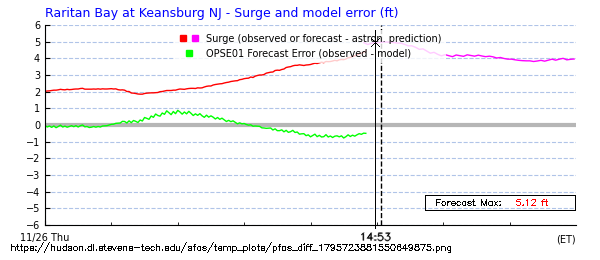 Raritan Bay at Keansburg NJ - Surge and model error (ft)
6
5
4
3
2
1
0
−1
−2
−3
−4
−5
−6
Surge (observed or forecast - astron. prediction)
OPSE01 Forecast Error (observed - model)
Forecast Max: 5.12 ft
11/26 Thu
14:53
(ET)
https://hudson.dl.stevens-tech.edu/sfas/temp_plots/pfas_diff_1795723881550649875.png